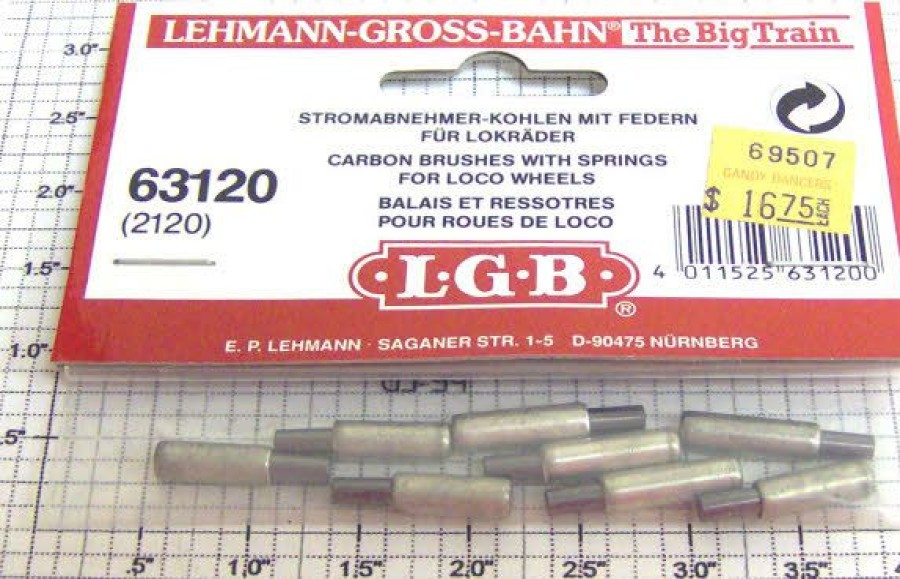 LEHMANN-GROSS-BAHN® The Big Train
STROMABNEHMER-KOHLEN MIT FEDERN
FÜR LOKRÄDER
CARBON BRUSHES WITH SPRINGS
FOR LOCO WHEELS
BALAIS ET RESSOTRES
POUR ROUES DE LOCO
63120
(2120)
69507
GANDY DANCERS
$ 16.75 EACH
4 011525 631200
L·G·B®
E. P. LEHMANN · SAGANER STR. 1-5 D-90475 NÜRNBERG
3.0"
2.5"
2.0"
1.5"
1.0"
.5"
.5" 1.0" 1.5" 2.0" 2.5" 3.0" 3.5"